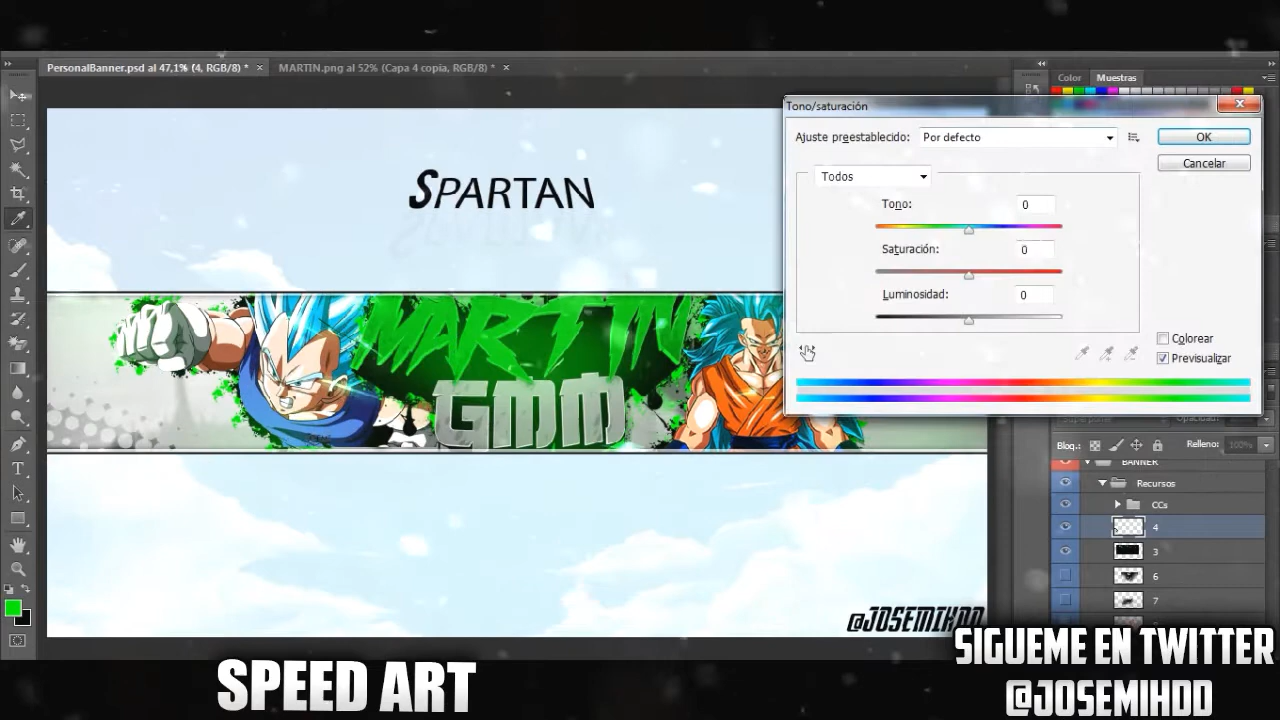 PersonalBanner.psd al 47,1% (4, RGB/8) * ×
MARTIN.png al 52% (Capa 4 copia, RGB/8) * ×
Color Muestras
Tono/saturación
Ajuste preestablecido: Por defecto
OK
Cancelar
Todos
Tono: 0
Saturación: 0
Luminosidad: 0
Colorear
Previsualizar
SPARTAN
MARTIN
GMM
Opacidad:
Bloq.: Relleno: 100%
BANNER
Recursos
CCs
4
3
6
7
@JOSEMIHDD
SIGUEME EN TWITTER
@JOSEMIHDD
SPEED ART